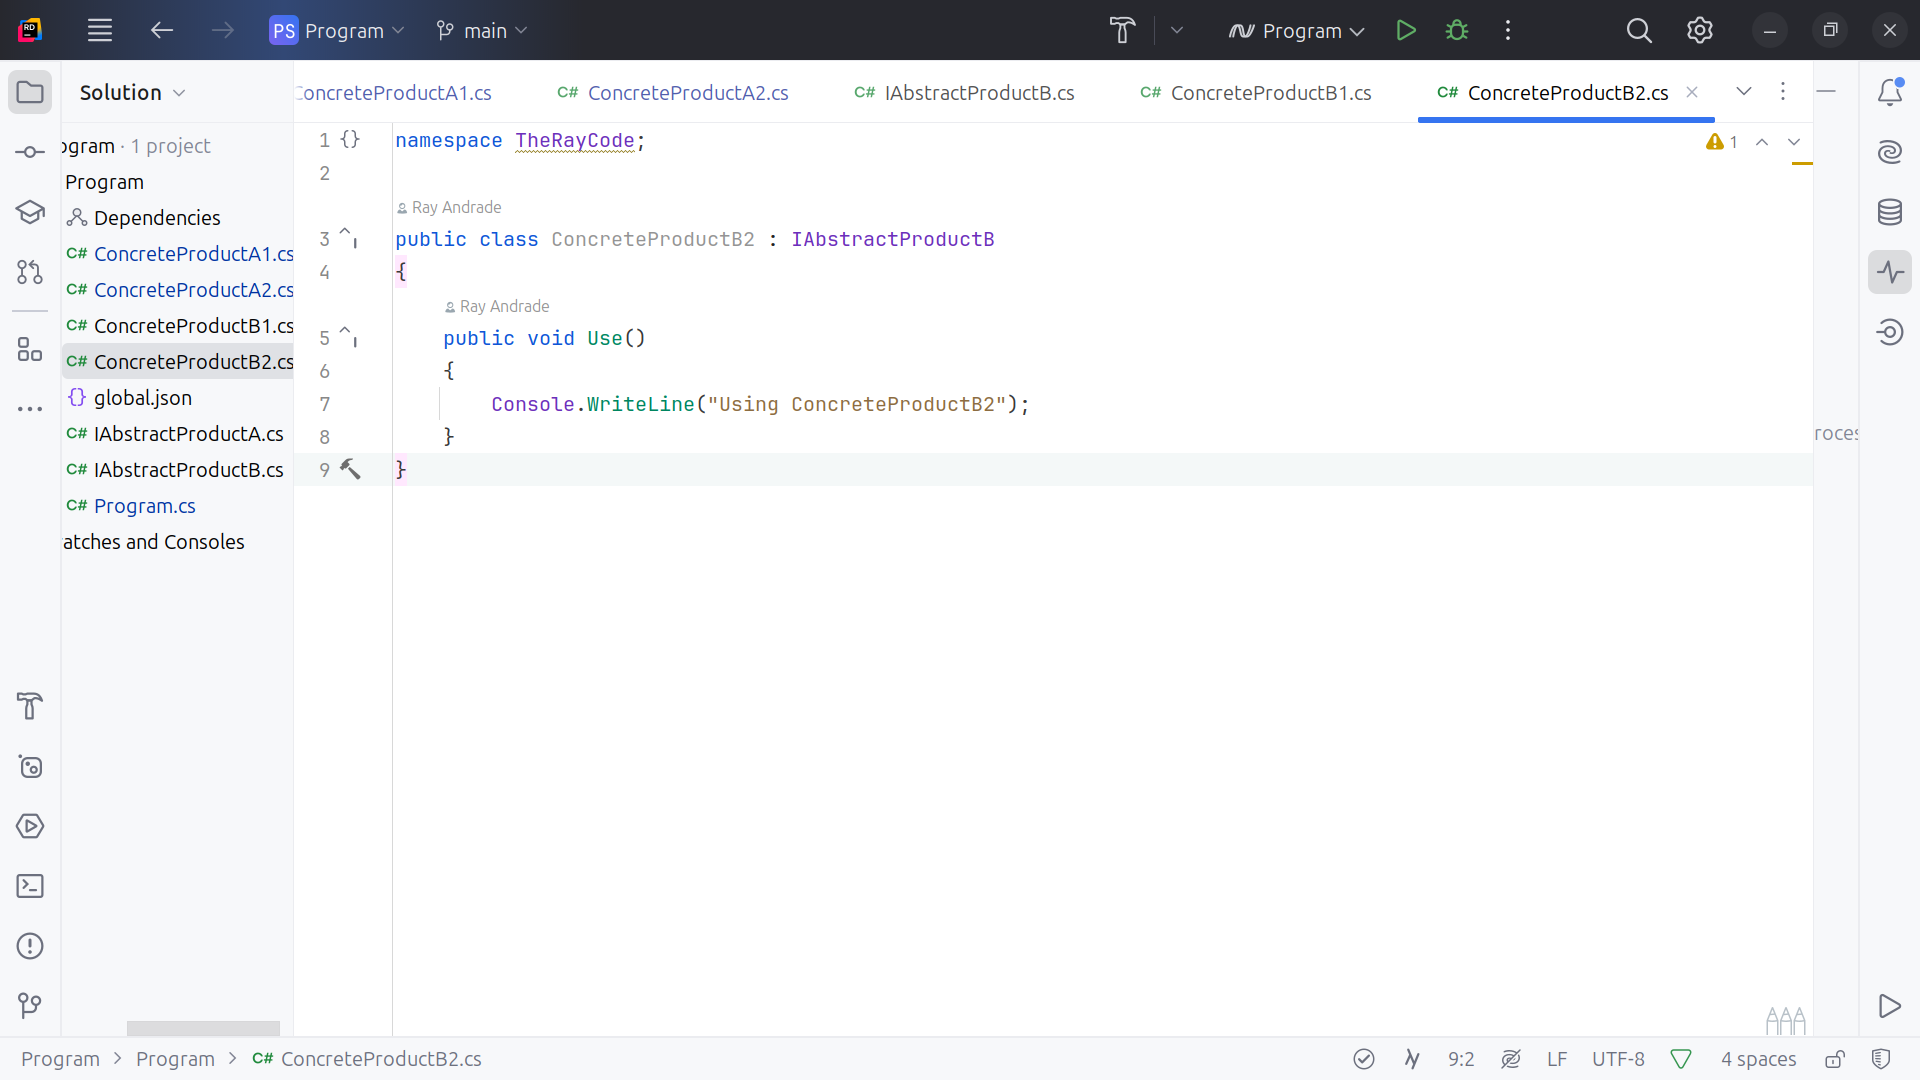 RD
PS Program
main
Program
Solution
ConcreteProductA1.cs
C# ConcreteProductA2.cs
C# IAbstractProductB.cs
C# ConcreteProductB1.cs
C# ConcreteProductB2.cs
ogram · 1 project
Program
Dependencies
C# ConcreteProductA1.cs
C# ConcreteProductA2.cs
C# ConcreteProductB1.cs
C# ConcreteProductB2.cs
{} global.json
C# IAbstractProductA.cs
C# IAbstractProductB.cs
C# Program.cs
atches and Consoles
1 {} namespace TheRayCode;
1
2
Ray Andrade
3 public class ConcreteProductB2 : IAbstractProductB
4 {
Ray Andrade
5 public void Use()
6 {
7 Console.WriteLine("Using ConcreteProductB2");
8 }
9 }
roces
Program > Program > C# ConcreteProductB2.cs
9:2
LF
UTF-8
4 spaces